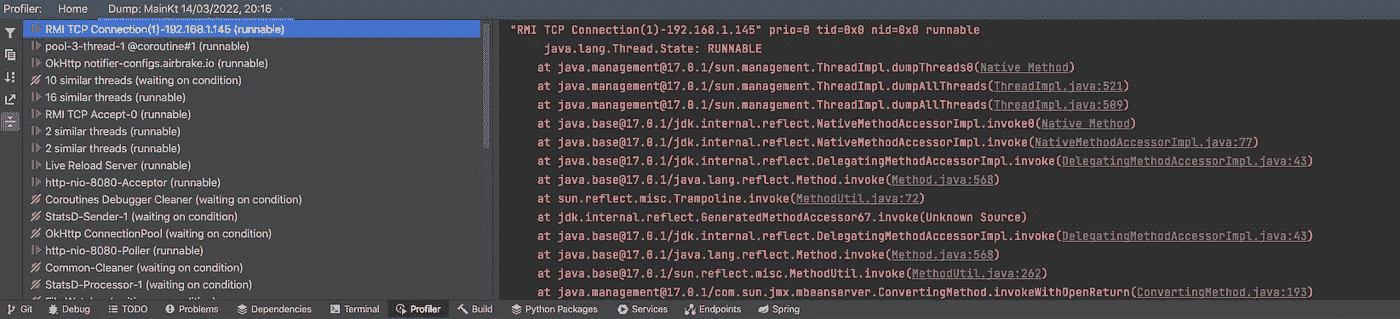 Profiler: Home Dump: MainKt 14/03/2022, 20:16
RMI TCP Connection(1)-192.168.1.145 (runnable)
pool-3-thread-1 @coroutine#1 (runnable)
OkHttp notifier-configs.airbrake.io (runnable)
10 similar threads (waiting on condition)
16 similar threads (runnable)
RMI TCP Accept-0 (runnable)
2 similar threads (runnable)
2 similar threads (runnable)
Live Reload Server (runnable)
http-nio-8080-Acceptor (runnable)
Coroutines Debugger Cleaner (waiting on condition)
StatsD-Sender-1 (waiting on condition)
OkHttp ConnectionPool (waiting on condition)
http-nio-8080-Poller (runnable)
Common-Cleaner (waiting on condition)
StatsD-Processor-1 (waiting on condition)
"RMI TCP Connection(1)-192.168.1.145" prio=0 tid=0x0 nid=0x0 runnable
java.lang.Thread.State: RUNNABLE
at java.management@17.0.1/sun.management.ThreadImpl.dumpThreads0(Native Method)
at java.management@17.0.1/sun.management.ThreadImpl.dumpAllThreads(ThreadImpl.java:521)
at java.management@17.0.1/sun.management.ThreadImpl.dumpAllThreads(ThreadImpl.java:509)
at java.base@17.0.1/jdk.internal.reflect.NativeMethodAccessorImpl.invoke0(Native Method)
at java.base@17.0.1/jdk.internal.reflect.NativeMethodAccessorImpl.invoke(NativeMethodAccessorImpl.java:77)
at java.base@17.0.1/jdk.internal.reflect.DelegatingMethodAccessorImpl.invoke(DelegatingMethodAccessorImpl.java:43)
at java.base@17.0.1/java.lang.reflect.Method.invoke(Method.java:568)
at sun.reflect.misc.Trampoline.invoke(MethodUtil.java:72)
at jdk.internal.reflect.GeneratedMethodAccessor67.invoke(Unknown Source)
at java.base@17.0.1/jdk.internal.reflect.DelegatingMethodAccessorImpl.invoke(DelegatingMethodAccessorImpl.java:43)
at java.base@17.0.1/java.lang.reflect.Method.invoke(Method.java:568)
at java.base@17.0.1/sun.reflect.misc.MethodUtil.invoke(MethodUtil.java:262)
at java.management@17.0.1/com.sun.jmx.mbeanserver.ConvertingMethod.invokeWithOpenReturn(ConvertingMethod.java:193)
Git Debug TODO Problems Dependencies Terminal Profiler Build Python Packages Services Endpoints Spring